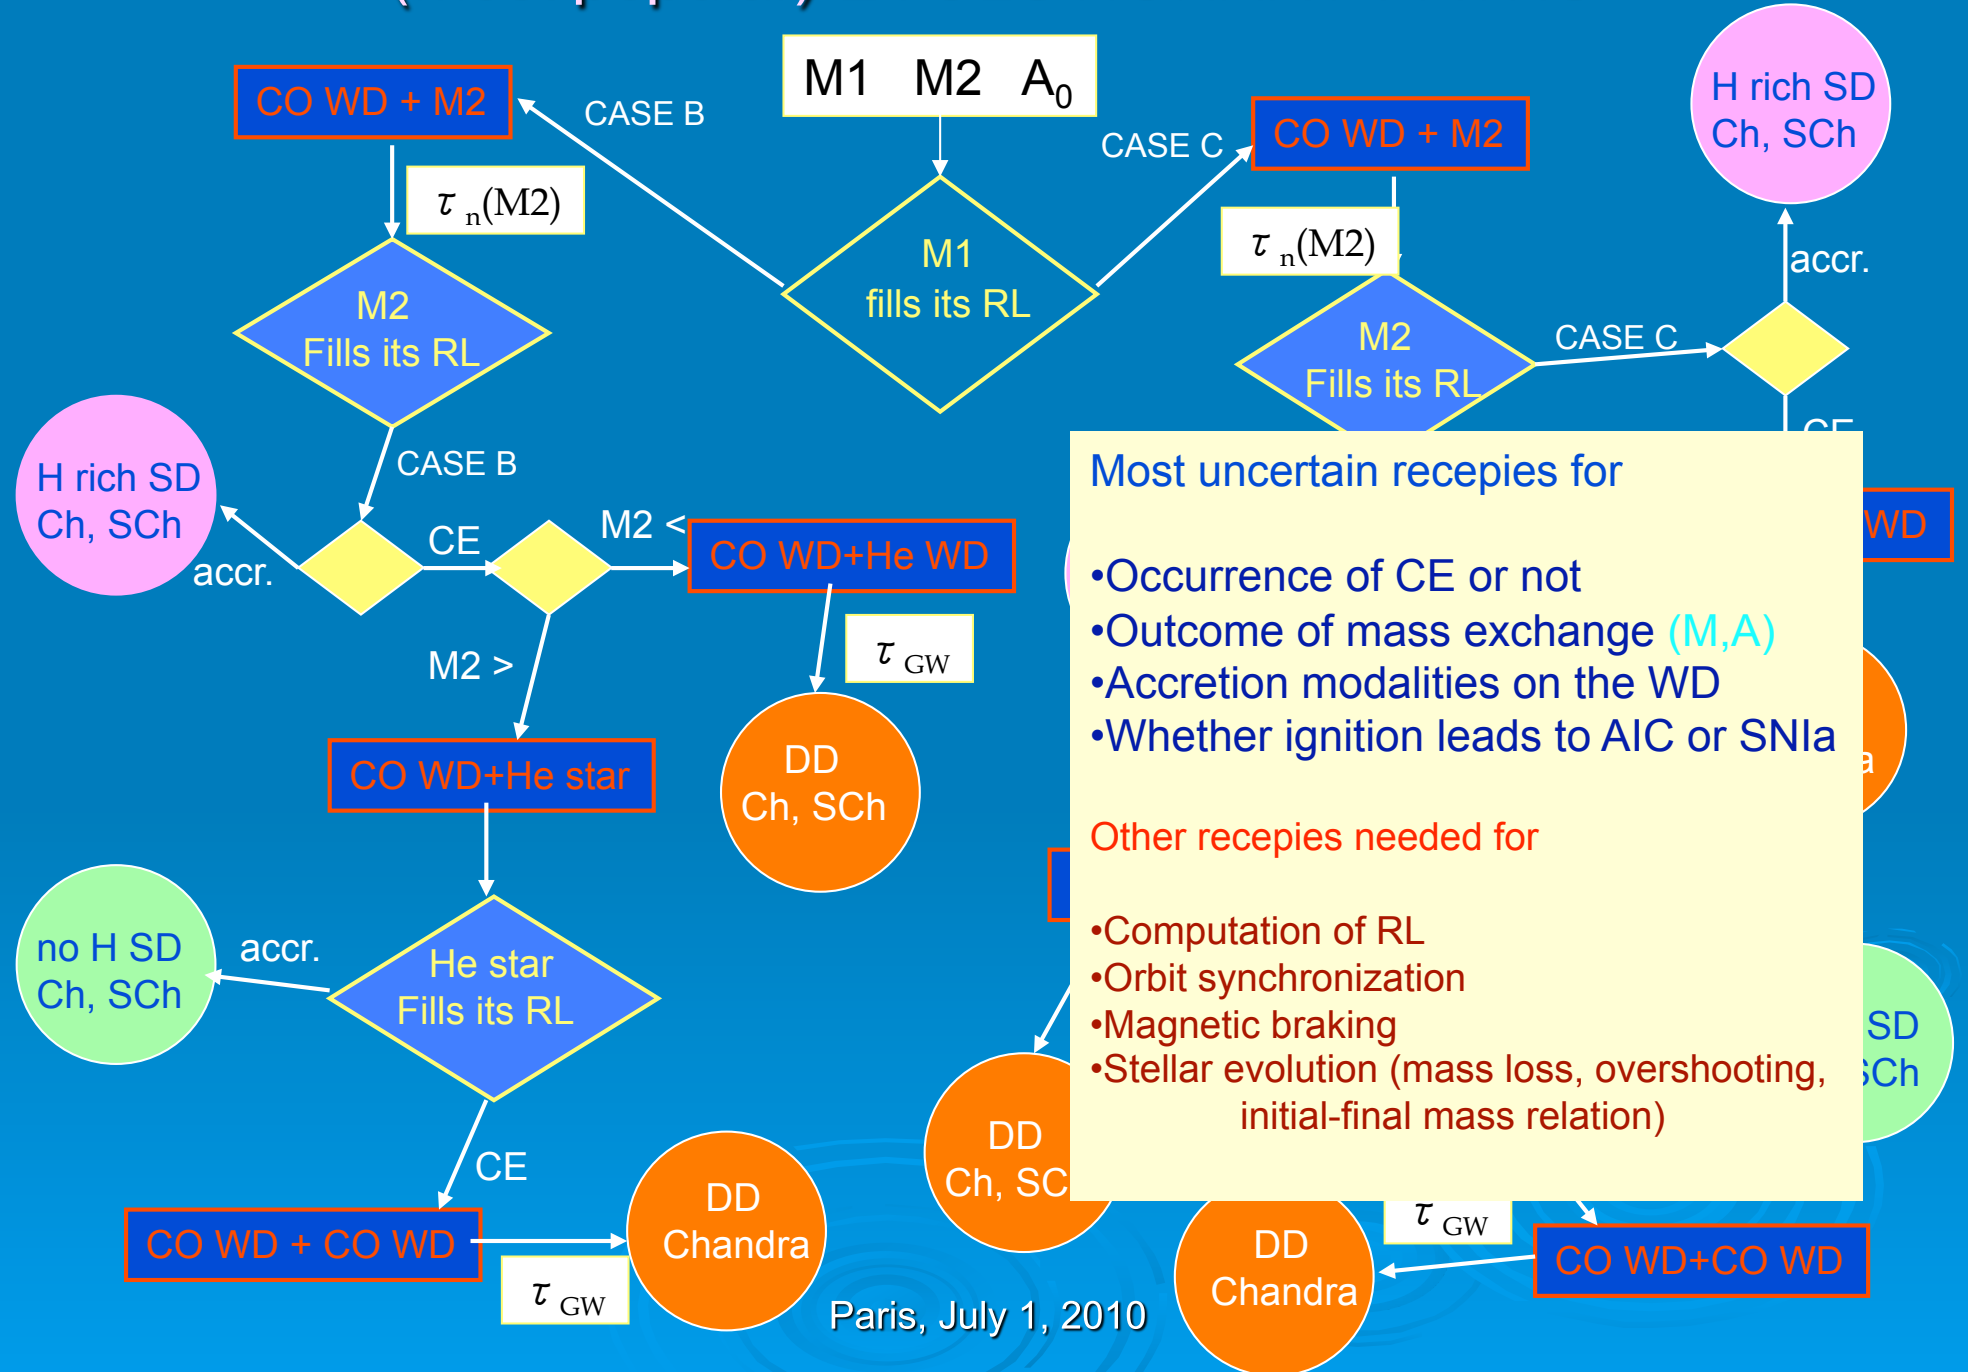 M1 M2 A0
CO WD + M2
CASE B
CASE C
CO WD + M2
H rich SD
Ch, SCh
τ n(M2)
τ n(M2)
accr.
M1
fills its RL
M2
Fills its RL
M2
Fills its RL
CASE C
CE
CASE B
H rich SD
Ch, SCh
accr.
CE
M2 <
CO WD+He WD
M2 >
τ GW
DD
Ch, SCh
CO WD+He star
no H SD
Ch, SCh
accr.
He star
Fills its RL
CE
CO WD + CO WD
τ GW
DD
Chandra
Most uncertain recepies for
•Occurrence of CE or not
•Outcome of mass exchange (M,A)
•Accretion modalities on the WD
•Whether ignition leads to AIC or SNIa
Other recepies needed for
•Computation of RL
•Orbit synchronization
•Magnetic braking
•Stellar evolution (mass loss, overshooting,
initial-final mass relation)
WD
a
SD
DD
Ch, SC
τ GW
DD
Chandra
CO WD+CO WD
Paris, July 1, 2010